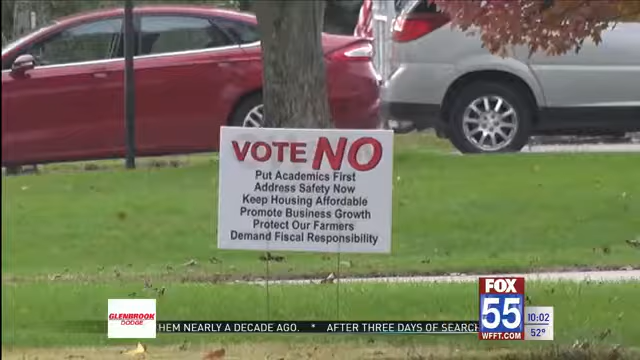 VOTE NO
Put Academics First
Address Safety Now
Keep Housing Affordable
Promote Business Growth
Protect Our Farmers
Demand Fiscal Responsibility
GLENBROOK
DODGE
HEM NEARLY A DECADE AGO. * AFTER THREE DAYS OF SEARCH
FOX
55
WFFT.COM
10:02
52°